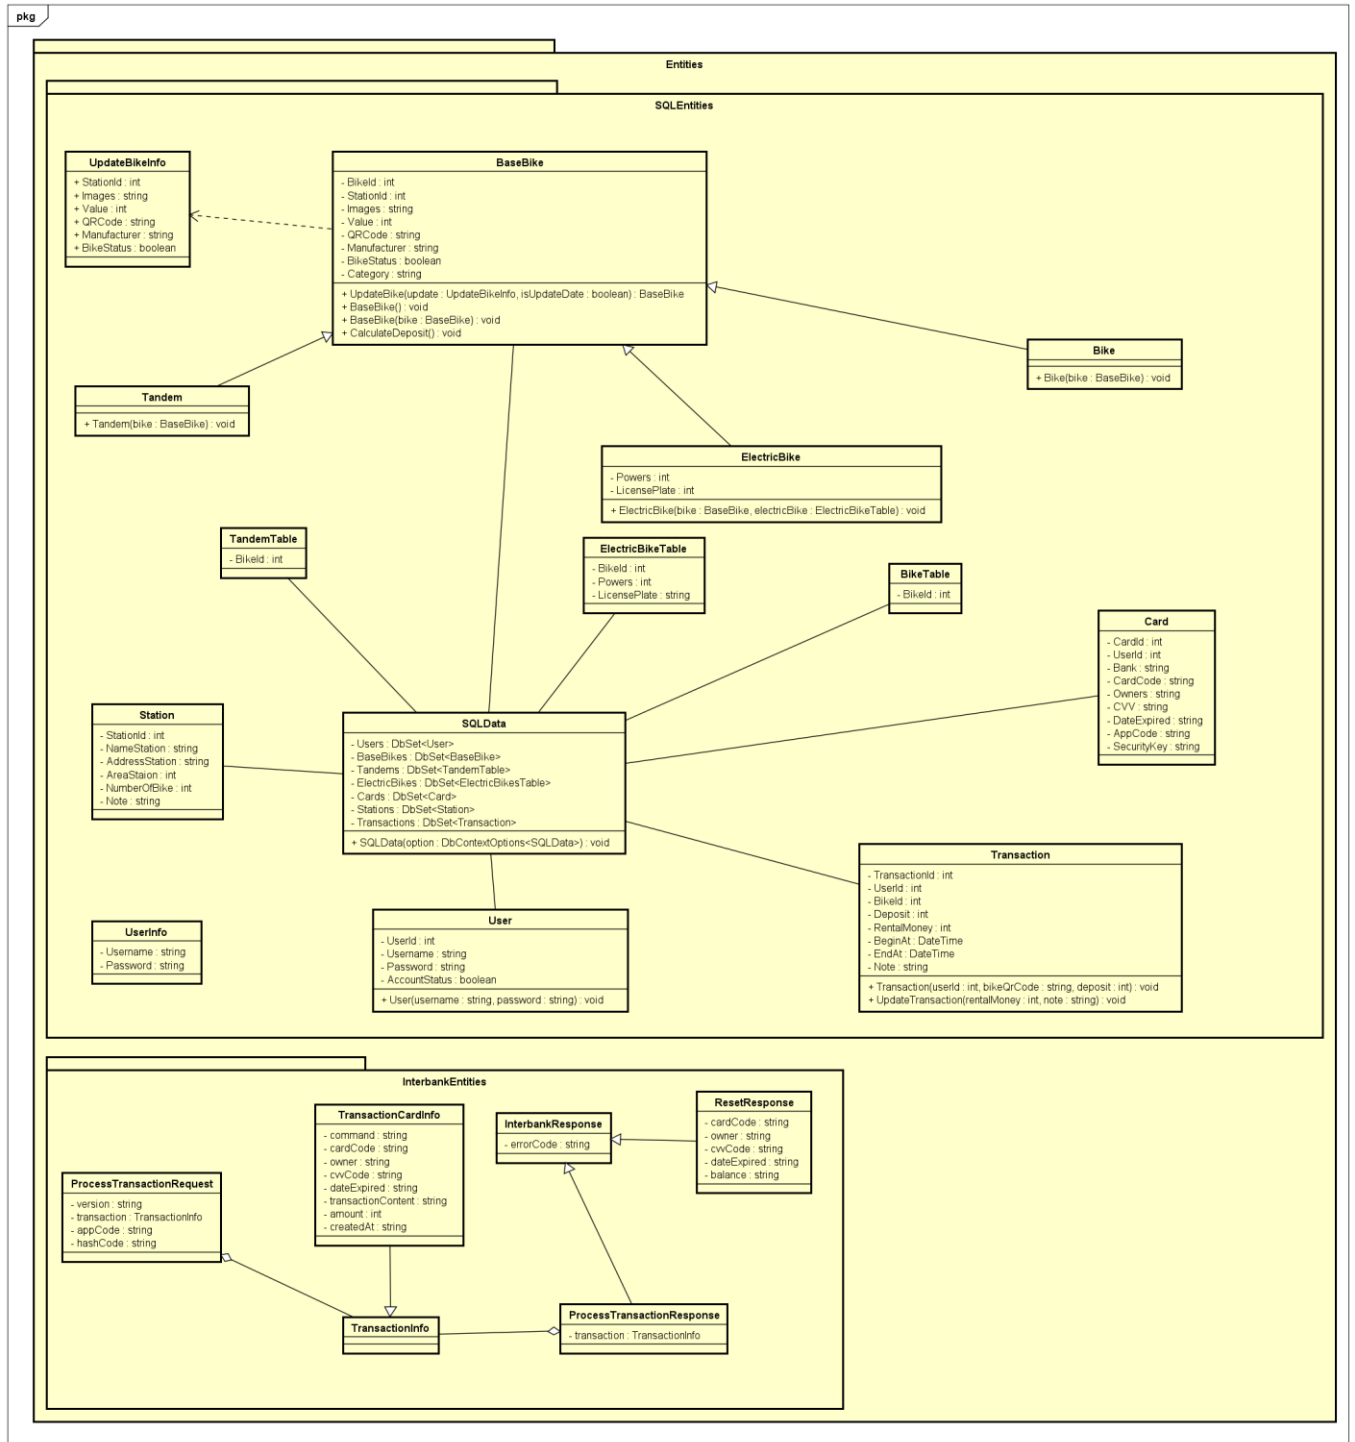 pkg
Entities
SQLEntities
UpdateBikeInfo
+ StationId : int
+ Images : string
+ Value : int
+ QRCode : string
+ Manufacturer : string
+ BikeStatus : boolean
BaseBike
- BikeId : int
- StationId : int
- Images : string
- Value : int
- QRCode : string
- Manufacturer : string
- BikeStatus : boolean
- Category : string
+ UpdateBike(update : UpdateBikeInfo, isUpdateDate : boolean) : BaseBike
+ BaseBike() : void
+ BaseBike(bike : BaseBike) : void
+ CalculateDeposit() : void
Bike
+ Bike(bike : BaseBike) : void
Tandem
+ Tandem(bike : BaseBike) : void
ElectricBike
- Powers : int
- LicensePlate : int
+ ElectricBike(bike : BaseBike, electricBike : ElectricBikeTable) : void
TandemTable
- BikeId : int
ElectricBikeTable
- BikeId : int
- Powers : int
- LicensePlate : string
BikeTable
- BikeId : int
Card
- CardId : int
- UserId : int
- Bank : string
- CardCode : string
- Owners : string
- CVV : string
- DateExpired : string
- AppCode : string
- SecurityKey : string
Station
- StationId : int
- NameStation : string
- AddressStation : string
- AreaStaion : int
- NumberOfBike : int
- Note : string
SQLData
- Users : DbSet<User>
- BaseBikes : DbSet<BaseBike>
- Tandems : DbSet<TandemTable>
- ElectricBikes : DbSet<ElectricBikesTable>
- Cards : DbSet<Card>
- Stations : DbSet<Station>
- Transactions : DbSet<Transaction>
+ SQLData(option : DbContextOptions<SQLData>) : void
Transaction
- TransactionId : int
- UserId : int
- BikeId : int
- Deposit : int
- RentalMoney : int
- BeginAt : DateTime
- EndAt : DateTime
- Note : string
+ Transaction(userId : int, bikeQrCode : string, deposit : int) : void
+ UpdateTransaction(rentalMoney : int, note : string) : void
UserInfo
- Username : string
- Password : string
User
- UserId : int
- Username : string
- Password : string
- AccountStatus : boolean
+ User(username : string, password : string) : void
InterbankEntities
TransactionCardInfo
- command : string
- cardCode : string
- owner : string
- cvvCode : string
- dateExpired : string
- transactionContent : string
- amount : int
- createdAt : string
InterbankResponse
- errorCode : string
ResetResponse
- cardCode : string
- owner : string
- cvvCode : string
- dateExpired : string
- balance : string
ProcessTransactionRequest
- version : string
- transaction : TransactionInfo
- appCode : string
- hashCode : string
TransactionInfo
ProcessTransactionResponse
- transaction : TransactionInfo